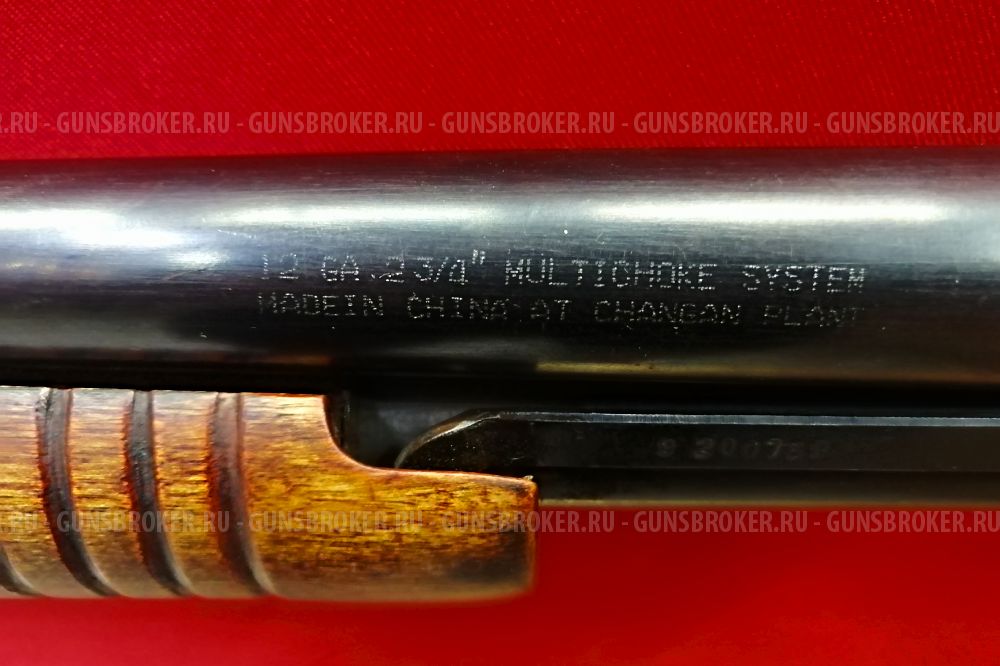 .RU - GUNSBROKER.RU - GUNSBROKER.RU - GUNSBROKER.RU - GUNSBROKER.RU - GUNSBROKER
12 GA.2 3/4" MULTICHOKE SYSTEM
MADEIN CHINA AT CHANGAN PLANT
.RU - GUNSBROKER.RU - GUNSBROKER.RU - GUNSBROKER.RU - GUNSBROKER.RU - GUNSBROKER